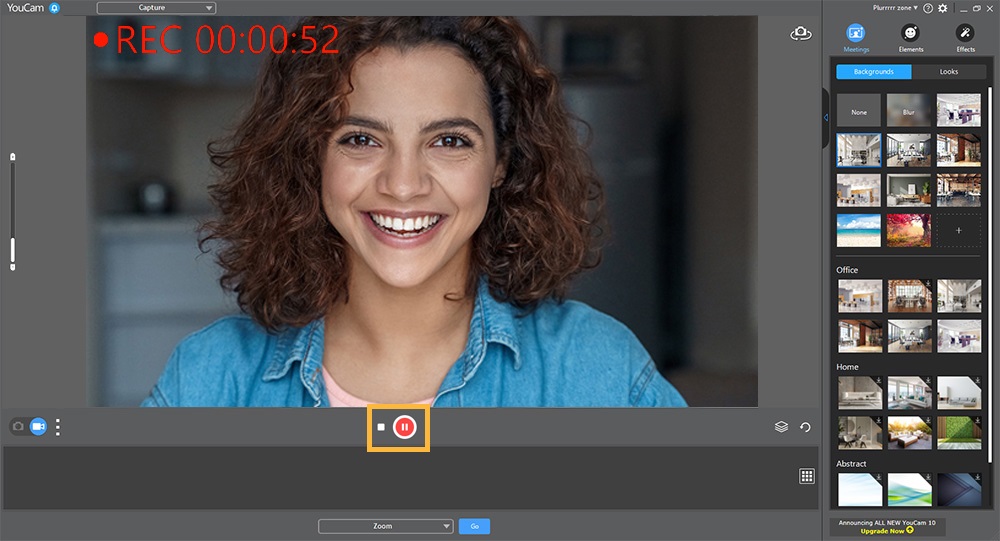 YouCam
Capture
Plurrrrr zone
REC 00:00:52
Meetings
Elements
Effects
Backgrounds
Looks
None
Blur
Office
Home
Abstract
Zoom
Go
Announcing ALL NEW YouCam 10
Upgrade Now